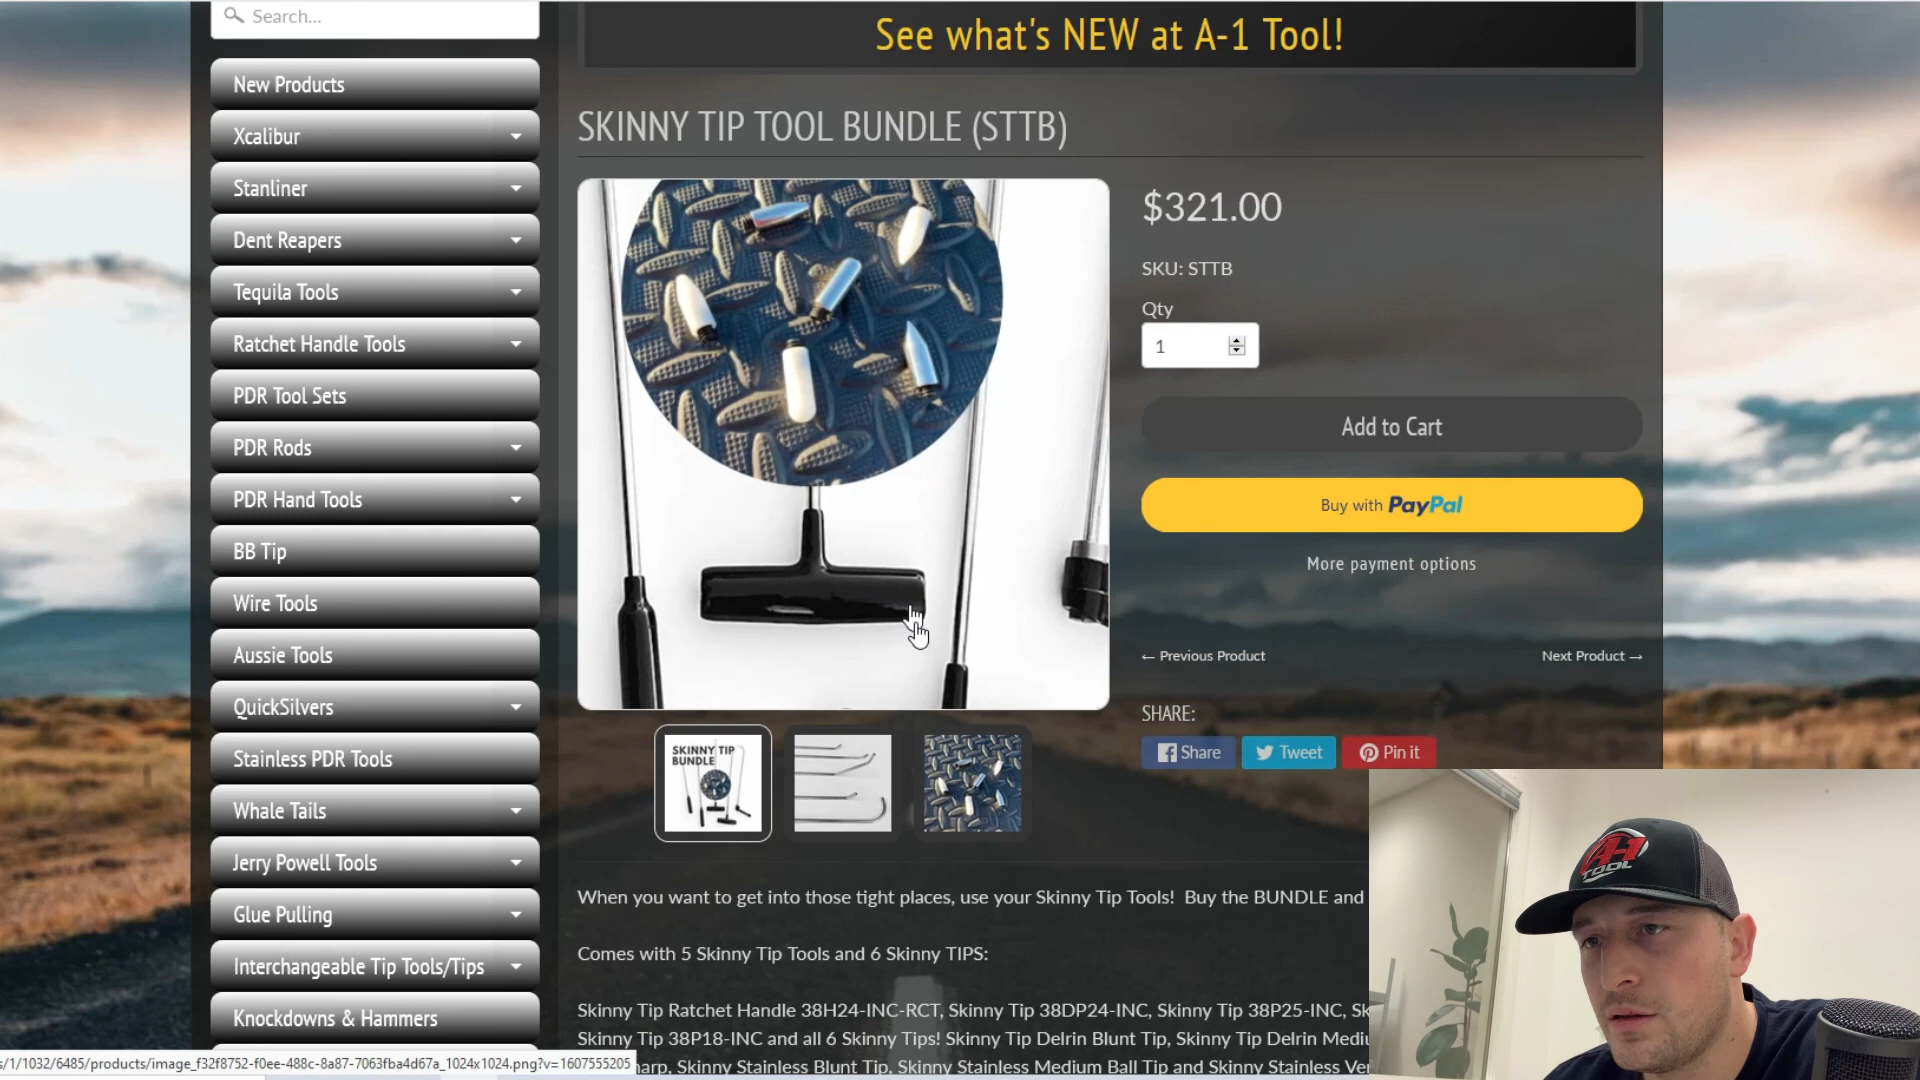 Search...
See what's NEW at A-1 Tool!
New Products
Xcalibur
Stanliner
Dent Reapers
Tequila Tools
Ratchet Handle Tools
PDR Tool Sets
PDR Rods
PDR Hand Tools
BB Tip
Wire Tools
Aussie Tools
QuickSilvers
Stainless PDR Tools
Whale Tails
Jerry Powell Tools
Glue Pulling
Interchangeable Tip Tools/Tips
Knockdowns & Hammers
SKINNY TIP TOOL BUNDLE (STTB)
$321.00
SKU: STTB
Qty
1
Add to Cart
Buy with PayPal
More payment options
← Previous Product
Next Product →
SHARE:
Share
Tweet
Pin it
SKINNY TIP
BUNDLE
When you want to get into those tight places, use your Skinny Tip Tools! Buy the BUNDLE and
Comes with 5 Skinny Tip Tools and 6 Skinny TIPS:
Skinny Tip Ratchet Handle 38H24-INC-RCT, Skinny Tip 38DP24-INC, Skinny Tip 38P25-INC,
Skinny Tip 38P18-INC and all 6 Skinny Tips! Skinny Tip Delrin Blunt Tip, Skinny Tip Delrin
Skinny Stainless Blunt Tip, Skinny Stainless Medium Ball Tip and Skinny Stainless
s/1/1032/6485/products/image_f32f8752-f0ee-488c-8a87-7063fba4d67a_1024x1024.png?v=1607555205
A-1
TOOL